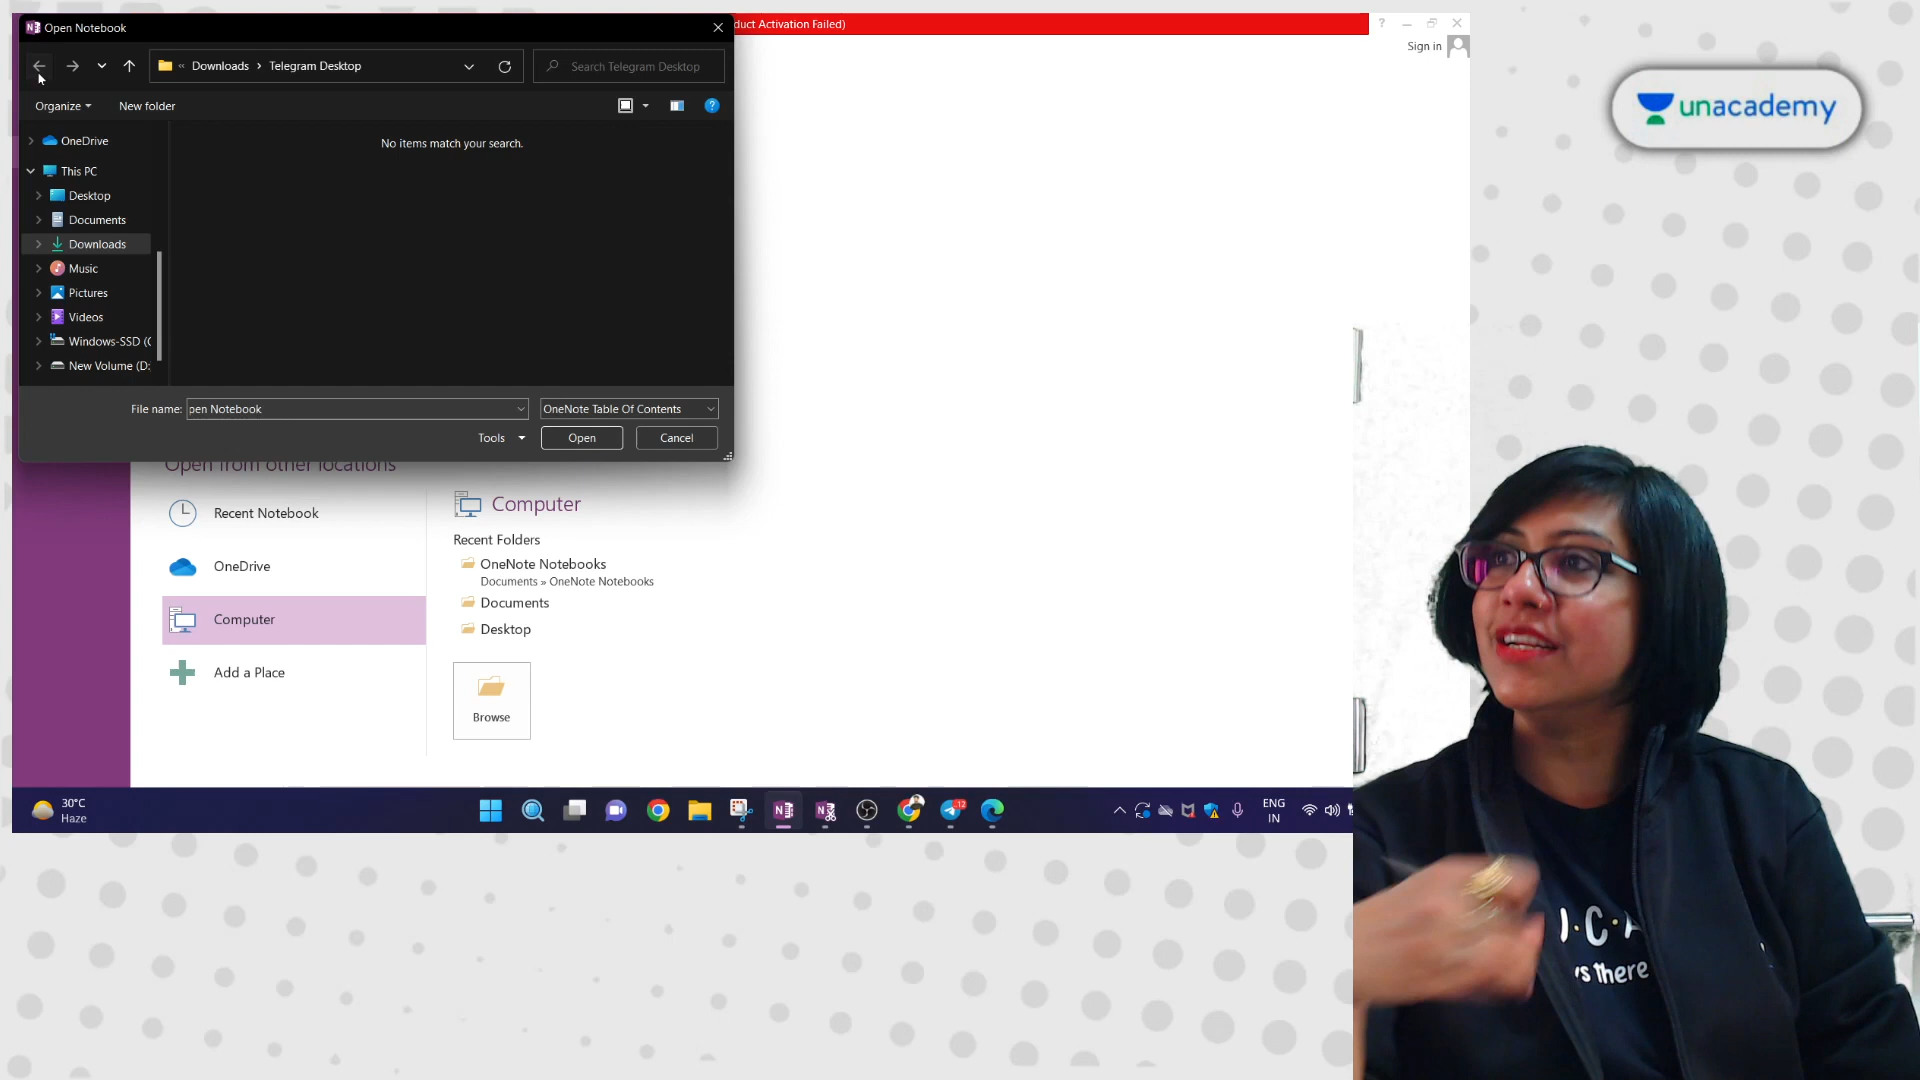 Open Notebook
duct Activation Failed)
Sign in
« Downloads > Telegram Desktop
Search Telegram Desktop
Organize
New folder
No items match your search.
OneDrive
This PC
Desktop
Documents
Downloads
Music
Pictures
Videos
Windows-SSD (C
New Volume (D:
File name:
pen Notebook
OneNote Table Of Contents
Tools
Open
Cancel
Open from other locations
Recent Notebook
OneDrive
Computer
Add a Place
Computer
Recent Folders
OneNote Notebooks
Documents » OneNote Notebooks
Documents
Desktop
Browse
30°C
Haze
12
ENG
IN
unacademy
I·C·A
's there